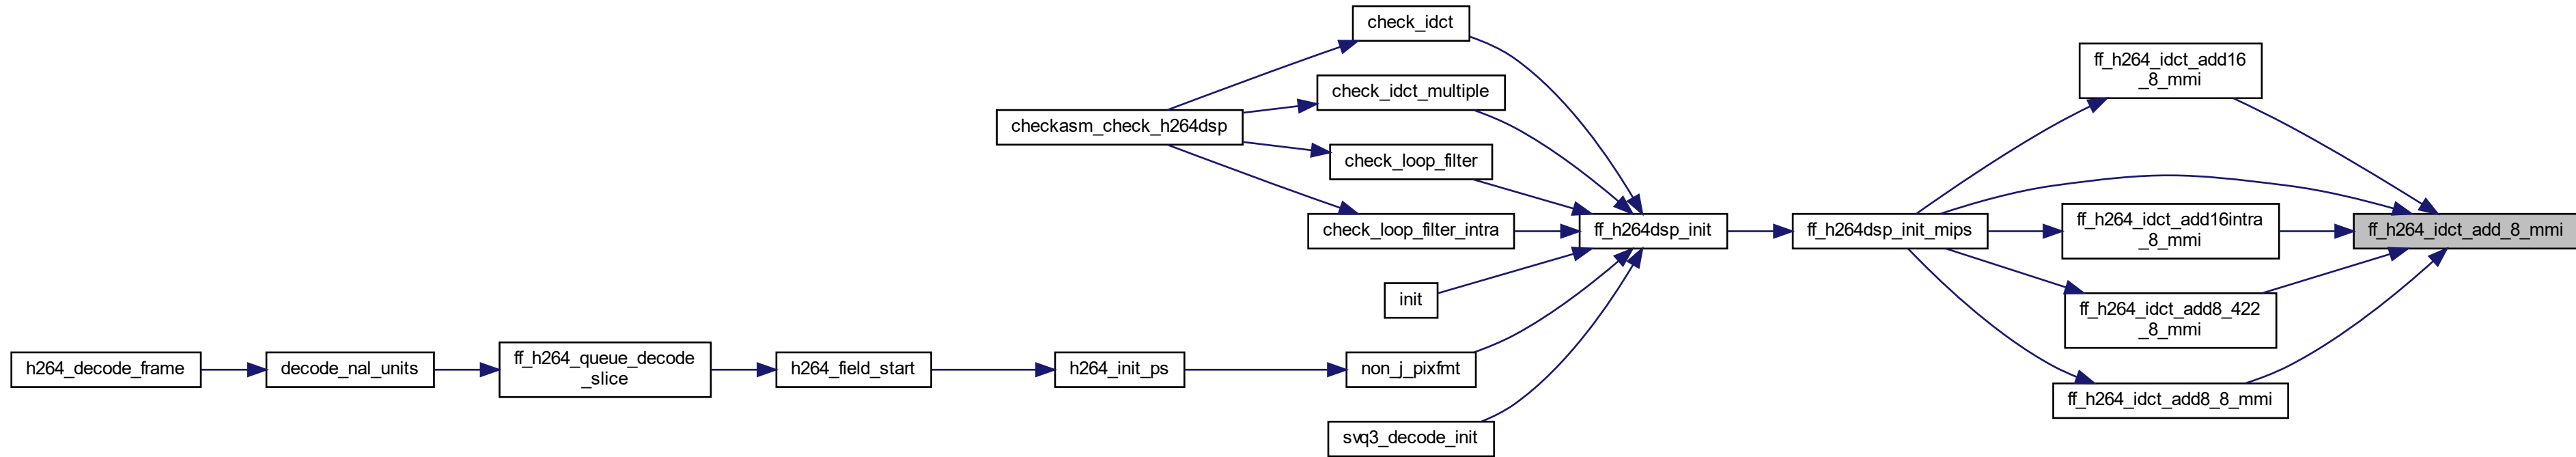 check_idct
ff_h264_idct_add16
_8_mmi
check_idct_multiple
checkasm_check_h264dsp
check_loop_filter
check_loop_filter_intra
ff_h264dsp_init
ff_h264dsp_init_mips
ff_h264_idct_add16intra
_8_mmi
ff_h264_idct_add_8_mmi
init
ff_h264_idct_add8_422
_8_mmi
h264_decode_frame
decode_nal_units
ff_h264_queue_decode
_slice
h264_field_start
h264_init_ps
non_j_pixfmt
ff_h264_idct_add8_8_mmi
svq3_decode_init